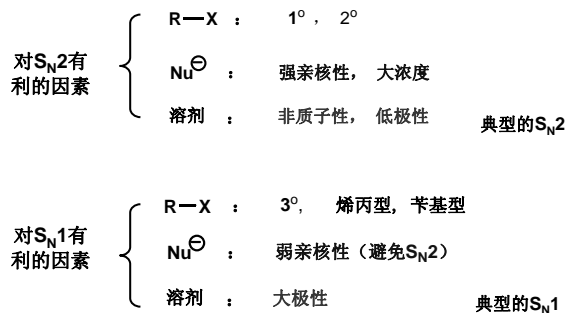 对SN2有
利的因素
R—X ： 1°， 2°
Nu⊖ ： 强亲核性， 大浓度
溶剂 ： 非质子性， 低极性
典型的SN2
对SN1有
利的因素
R—X ： 3°， 烯丙型, 苄基型
Nu⊖ ： 弱亲核性（避免SN2）
溶剂 ： 大极性
典型的SN1